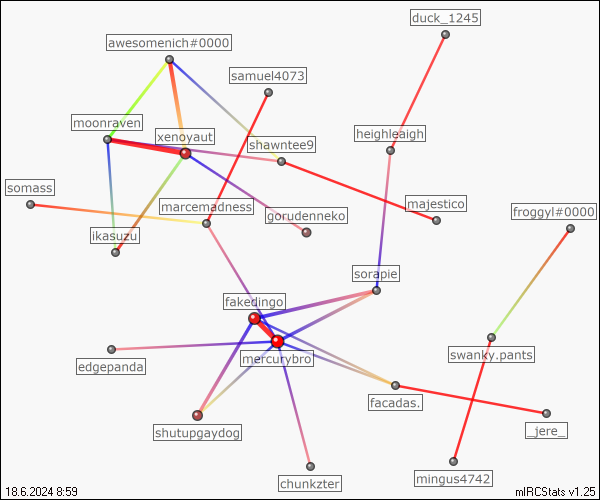 duck_1245
awesomenich#0000
samuel4073
moonraven
xenoyaut
heighleaigh
shawntee9
somass
marcemadness
gorudenneko
majestico
froggyl#0000
ikasuzu
sorapie
fakedingo
mercurybro
swanky.pants
edgepanda
facadas.
shutupgaydog
_jere_
chunkzter
mingus4742
18.6.2024 8:59
mIRCStats v1.25